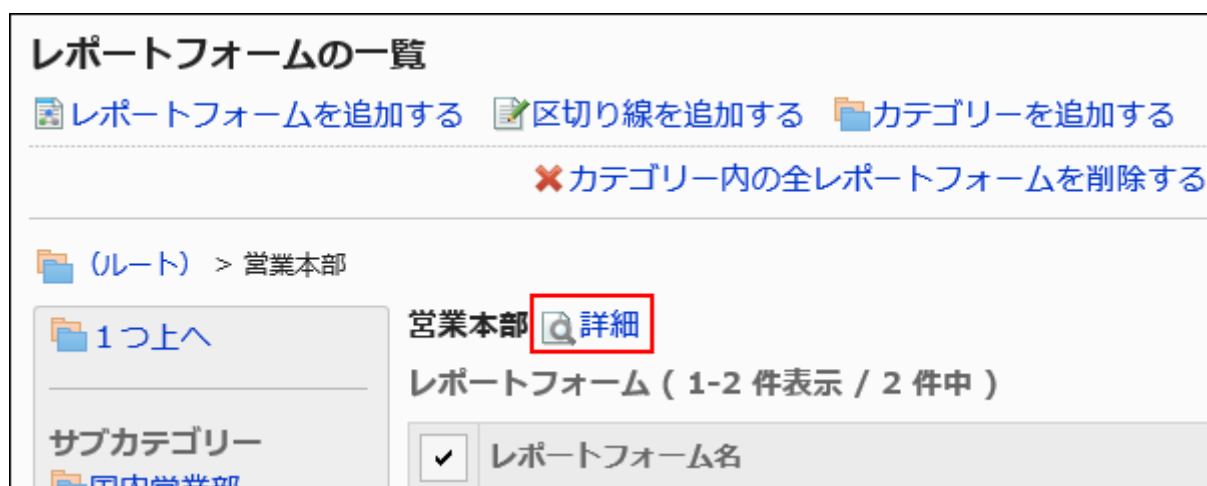 レポートフォームの一覧
レポートフォームを追加する 区切り線を追加する カテゴリーを追加する
カテゴリー内の全レポートフォームを削除する
（ルート） > 営業本部
1つ上へ
営業本部 詳細
レポートフォーム ( 1-2 件表示 / 2 件中 )
サブカテゴリー
レポートフォーム名
国内営業部